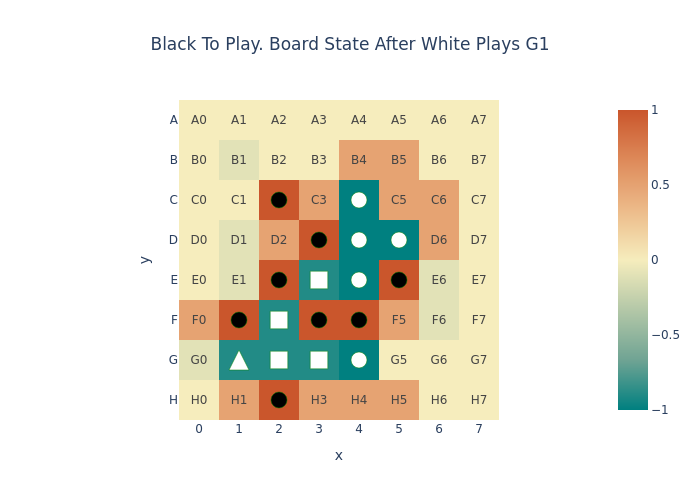 Black To Play. Board State After White Plays G1
A A0 A1 A2 A3 A4 A5 A6 A7
B B0 B1 B2 B3 B4 B5 B6 B7
C C0 C1 C3 C5 C6 C7
D D0 D1 D2 D6 D7
E E0 E1 E6 E7
F F0 F5 F6 F7
G G0 G5 G6 G7
H H0 H1 H3 H4 H5 H6 H7
0 1 2 3 4 5 6 7
x
y
1
0.5
0
−0.5
−1